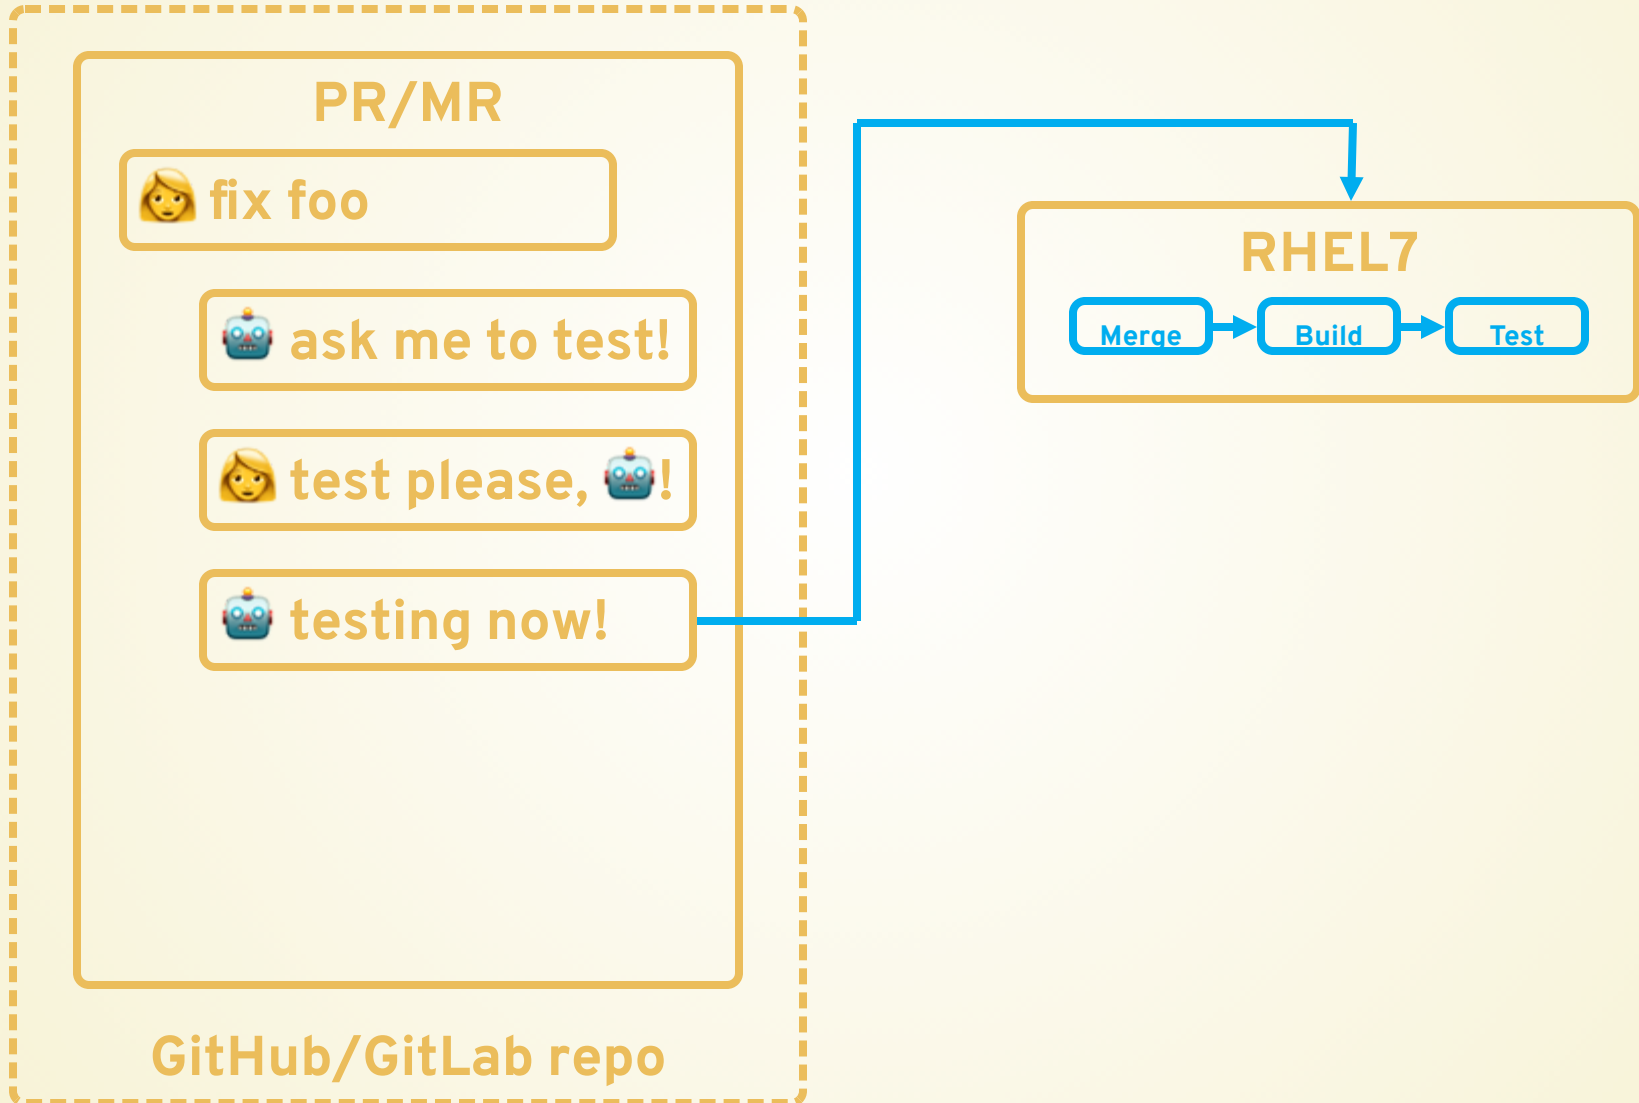 PR/MR
👩 fix foo
🤖 ask me to test!
👩 test please, 🤖!
🤖 testing now!
GitHub/GitLab repo
RHEL7
Merge
Build
Test